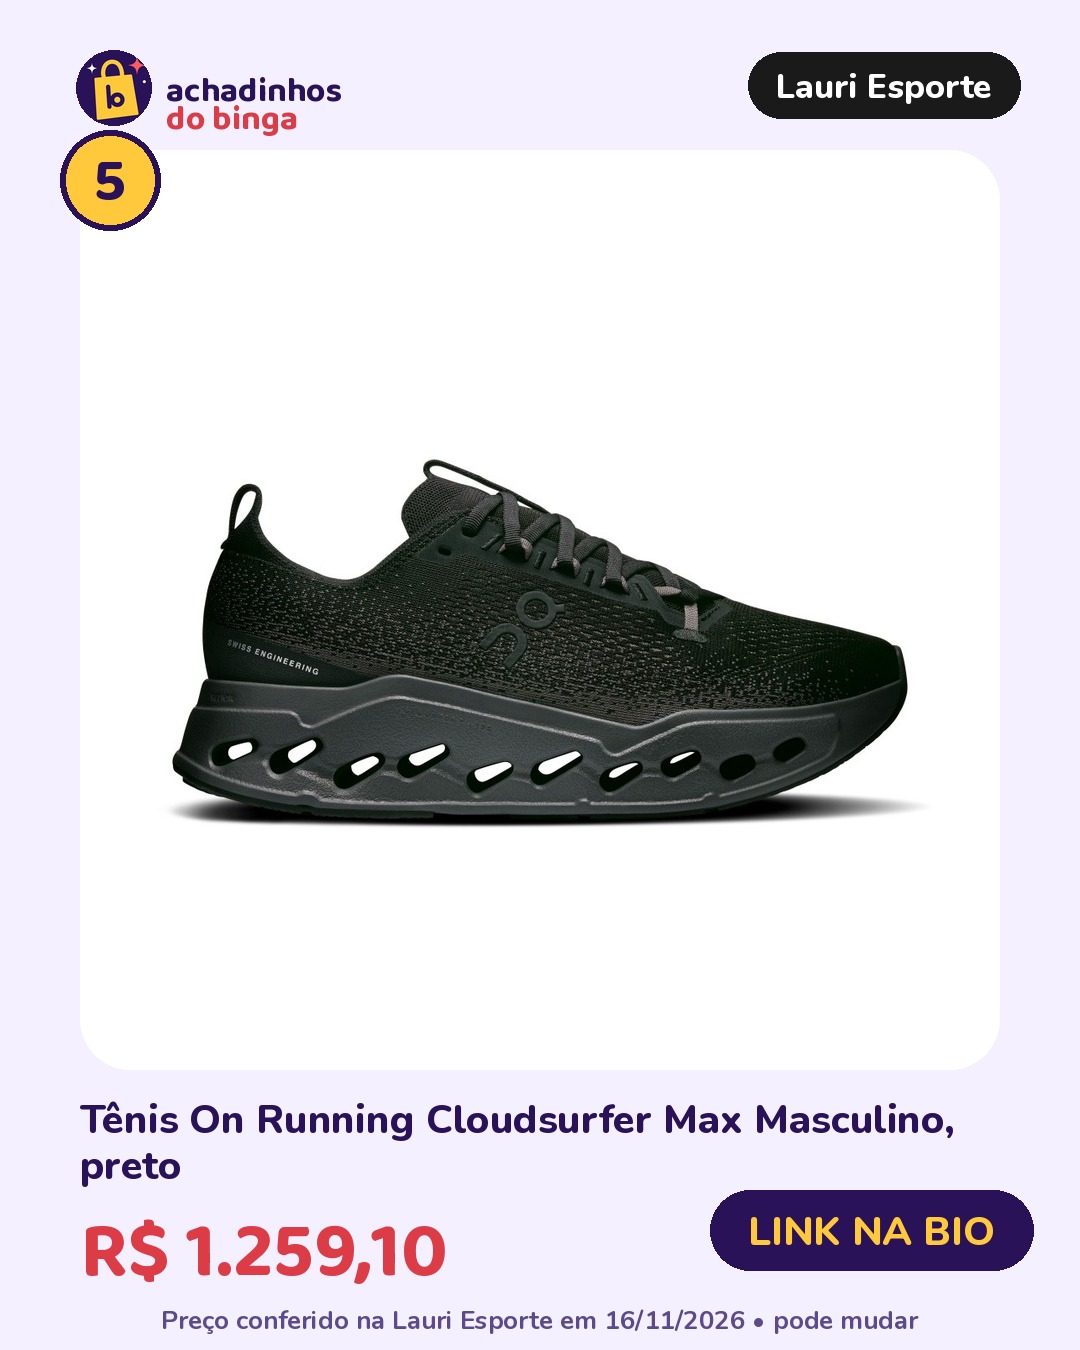 achadinhos
do binga
Lauri Esporte
5
SWISS ENGINEERING
Tênis On Running Cloudsurfer Max Masculino,
preto
R$ 1.259,10
LINK NA BIO
Preço conferido na Lauri Esporte em 16/11/2026 • pode mudar